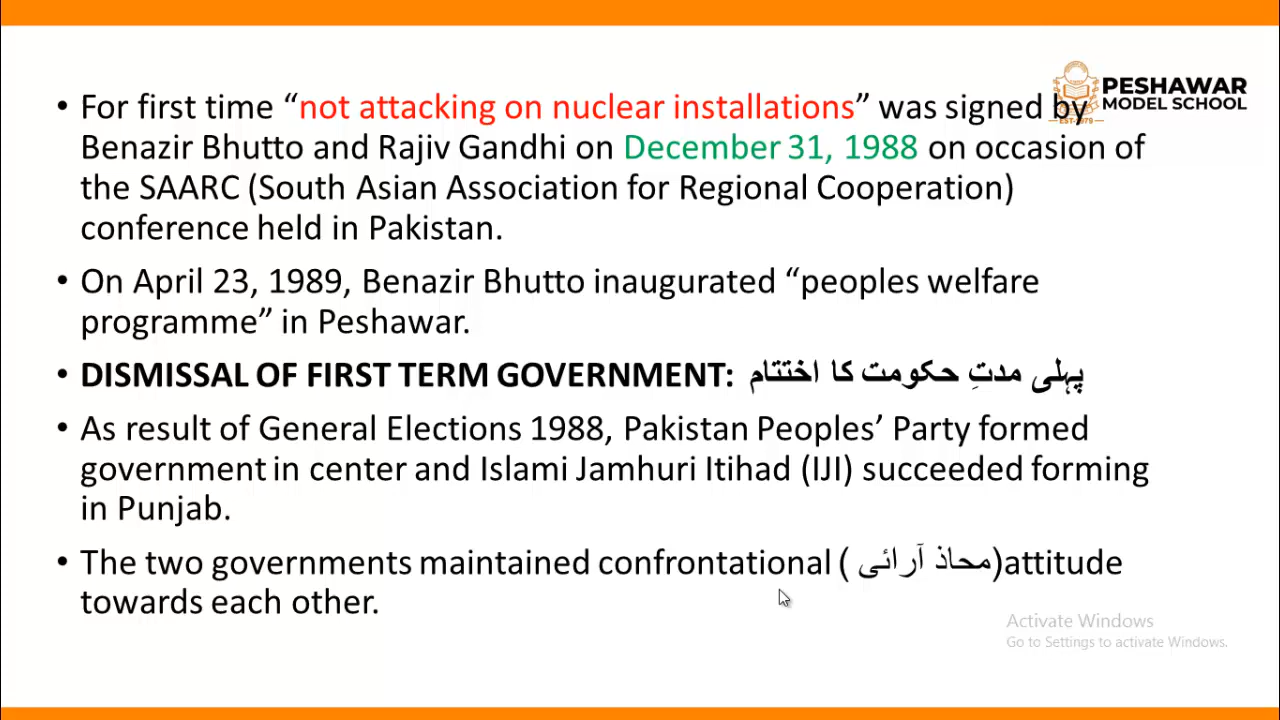 PESHAWAR
MODEL SCHOOL
EST-1979
• For first time “not attacking on nuclear installations” was signed by
Benazir Bhutto and Rajiv Gandhi on December 31, 1988 on occasion of
the SAARC (South Asian Association for Regional Cooperation)
conference held in Pakistan.
• On April 23, 1989, Benazir Bhutto inaugurated “peoples welfare
programme” in Peshawar.
• DISMISSAL OF FIRST TERM GOVERNMENT: پہلی مدتِ حکومت کا اختتام
• As result of General Elections 1988, Pakistan Peoples’ Party formed
government in center and Islami Jamhuri Itihad (IJI) succeeded forming
in Punjab.
• The two governments maintained confrontational (محاذ آرائی )attitude
towards each other.
Activate Windows
Go to Settings to activate Windows.